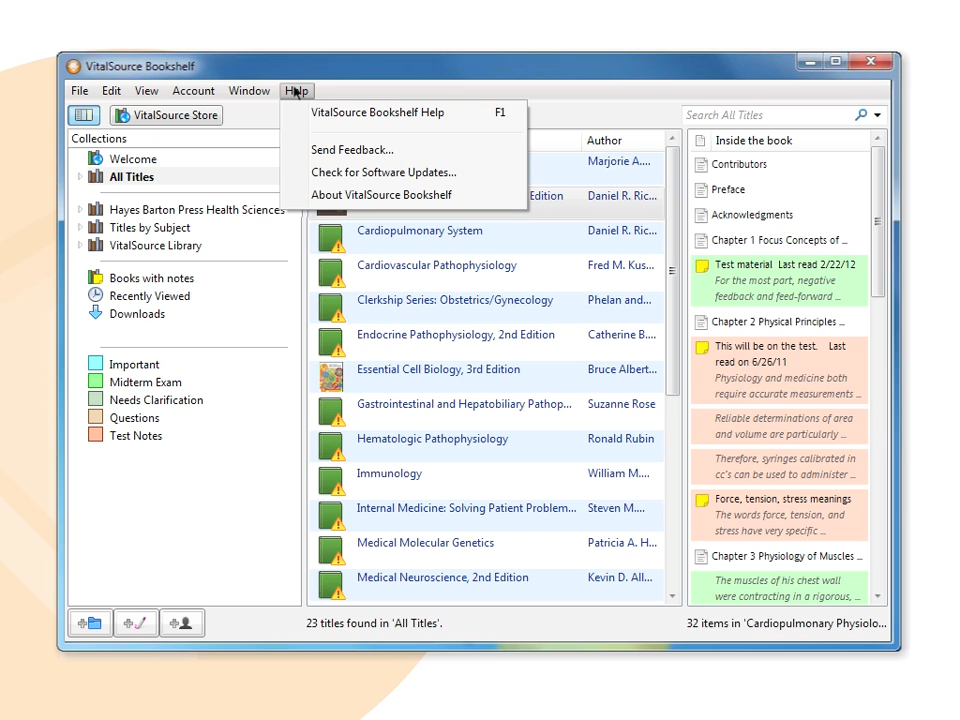 VitalSource Bookshelf
File Edit View Account Window Help
VitalSource Store
Search All Titles
VitalSource Bookshelf Help F1
Send Feedback...
Check for Software Updates...
About VitalSource Bookshelf
Collections
Welcome
All Titles
Hayes Barton Press Health Sciences
Titles by Subject
VitalSource Library
Books with notes
Recently Viewed
Downloads
Important
Midterm Exam
Needs Clarification
Questions
Test Notes
Author
Marjorie A....
Edition Daniel R. Ric...
Cardiopulmonary System Daniel R. Ric...
Cardiovascular Pathophysiology Fred M. Kus...
Clerkship Series: Obstetrics/Gynecology Phelan and...
Endocrine Pathophysiology, 2nd Edition Catherine B....
Essential Cell Biology, 3rd Edition Bruce Albert...
Gastrointestinal and Hepatobiliary Pathop... Suzanne Rose
Hematologic Pathophysiology Ronald Rubin
Immunology William M....
Internal Medicine: Solving Patient Problem... Steven M....
Medical Molecular Genetics Patricia A. H...
Medical Neuroscience, 2nd Edition Kevin D. All...
Inside the book
Contributors
Preface
Acknowledgments
Chapter 1 Focus Concepts of ...
Test material Last read 2/22/12
For the most part, negative
feedback and feed-forward ...
Chapter 2 Physical Principles ...
This will be on the test. Last
read on 6/26/11
Physiology and medicine both
require accurate measurements ...
Reliable determinations of area
and volume are particularly ...
Therefore, syringes calibrated in
cc's can be used to administer ...
Force, tension, stress meanings
The words force, tension, and
stress have very specific ...
Chapter 3 Physiology of Muscles ...
The muscles of his chest wall
were contracting in a rigorous, ...
23 titles found in 'All Titles'.
32 items in 'Cardiopulmonary Physiolo...